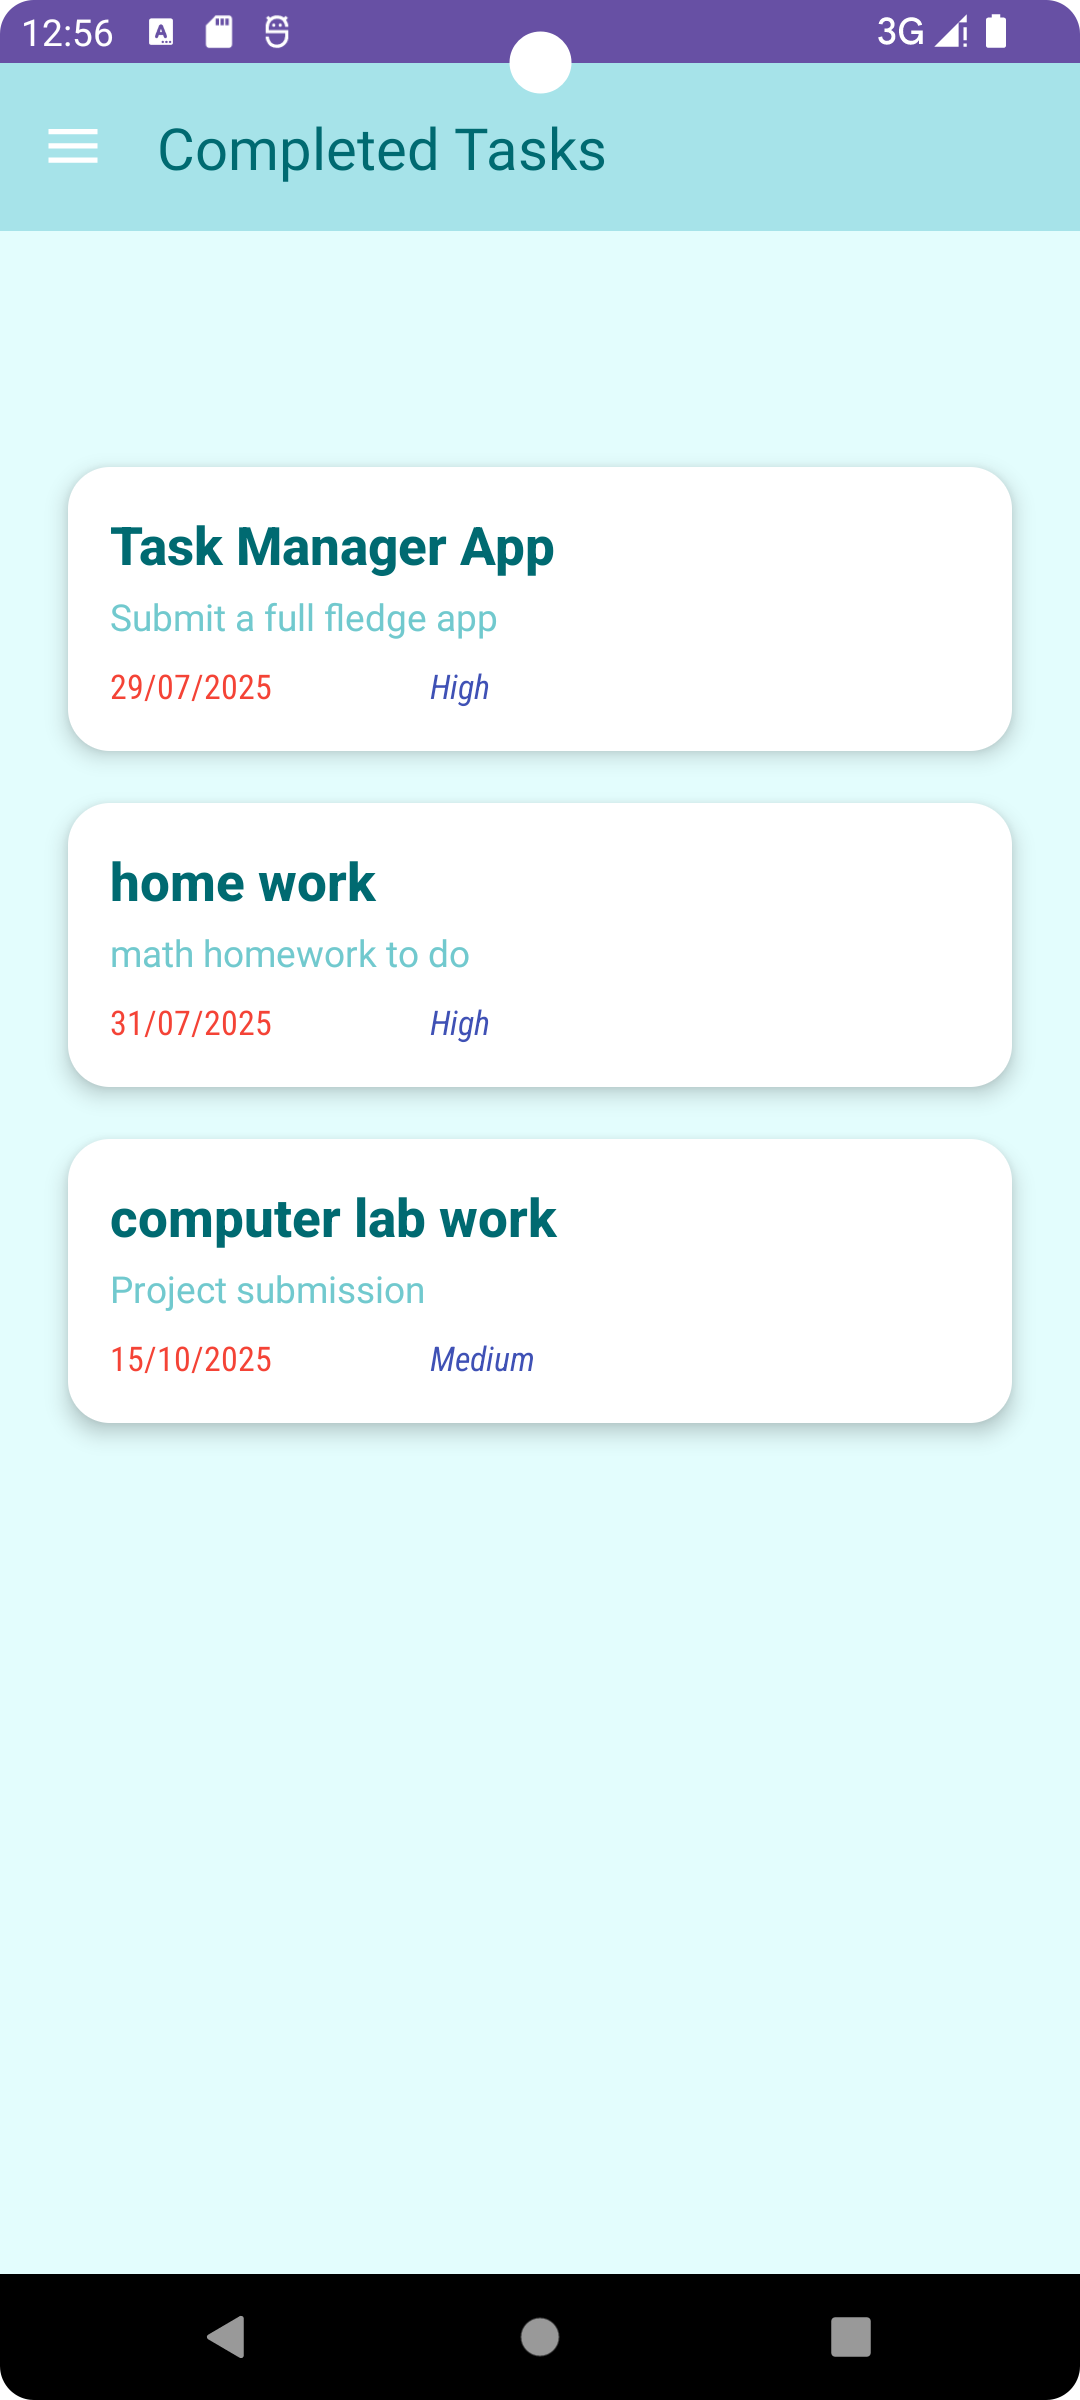 12:56
3G
Completed Tasks
Task Manager App
Submit a full fledge app
29/07/2025 High
home work
math homework to do
31/07/2025 High
computer lab work
Project submission
15/10/2025 Medium